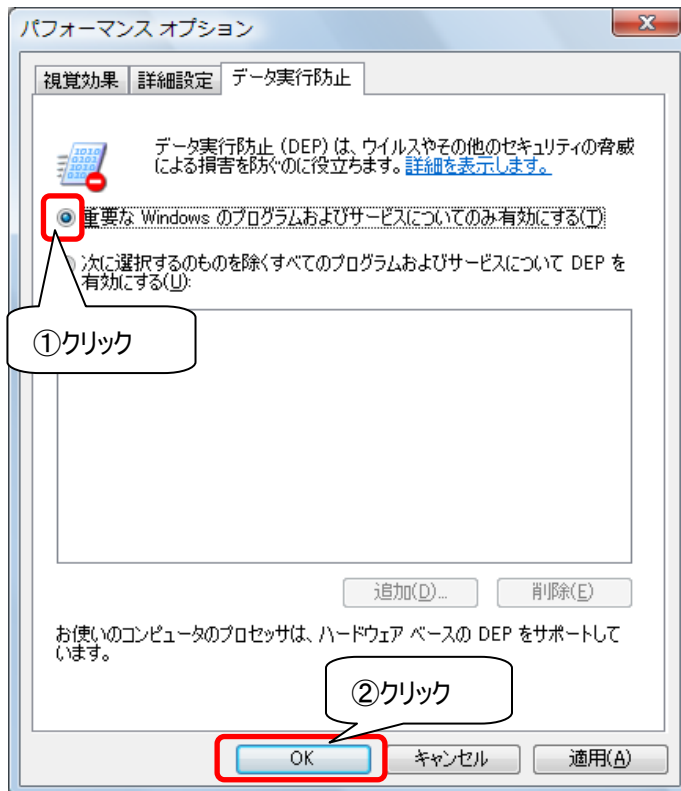 パフォーマンス オプション
視覚効果 詳細設定 データ実行防止
データ実行防止 (DEP) は、ウイルスやその他のセキュリティの脅威
による損害を防ぐのに役立ちます。詳細を表示します。
重要な Windows のプログラムおよびサービスについてのみ有効にする(T)
次に選択するのものを除くすべてのプログラムおよびサービスについて DEP を
有効にする(U):
①クリック
追加(D)... 削除(E)
お使いのコンピュータのプロセッサは、ハードウェア ベースの DEP をサポートして
います。
②クリック
OK キャンセル 適用(A)